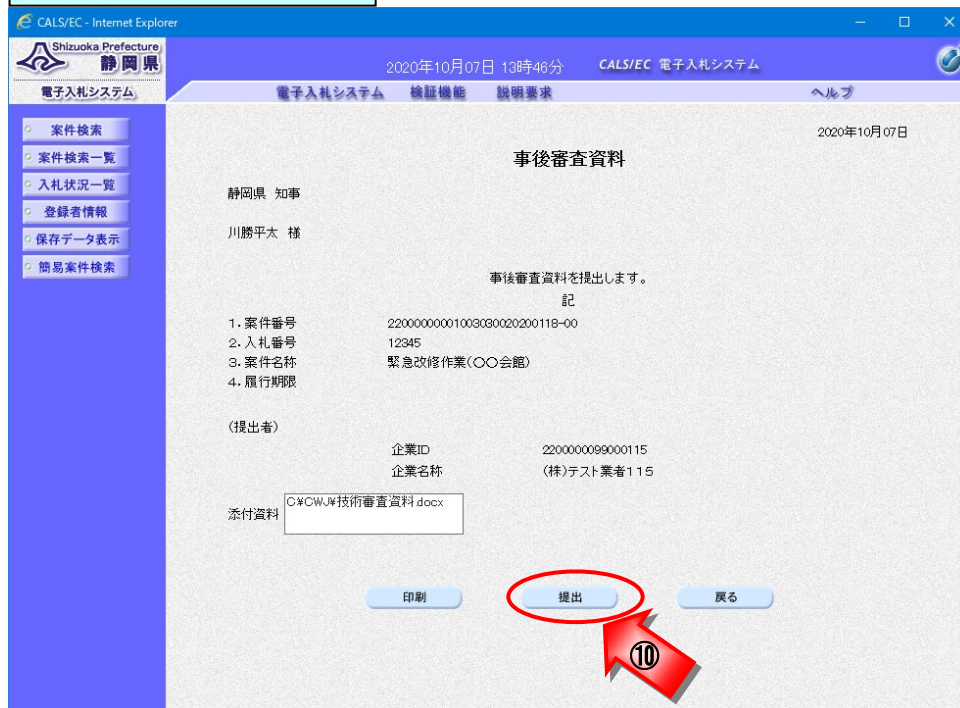 CALS/EC - Internet Explorer
Shizuoka Prefecture
静岡県
2020年10月07日 13時46分 CALS/EC 電子入札システム
電子入札システム
電子入札システム 検証機能 説明要求 ヘルプ
案件検索
案件検索一覧
入札状況一覧
登録者情報
保存データ表示
簡易案件検索
2020年10月07日
事後審査資料
静岡県 知事
川勝平太 様
事後審査資料を提出します。
記
1.案件番号 2200000000100303002020​0118-00
2.入札番号 12345
3.案件名称 緊急改修作業(〇〇会館)
4.履行期限
(提出者)
企業ID 2200000099000115
企業名称 (株)テスト業者115
添付資料 C¥CWJ¥技術審査資料.docx
印刷 提出 戻る
⑩